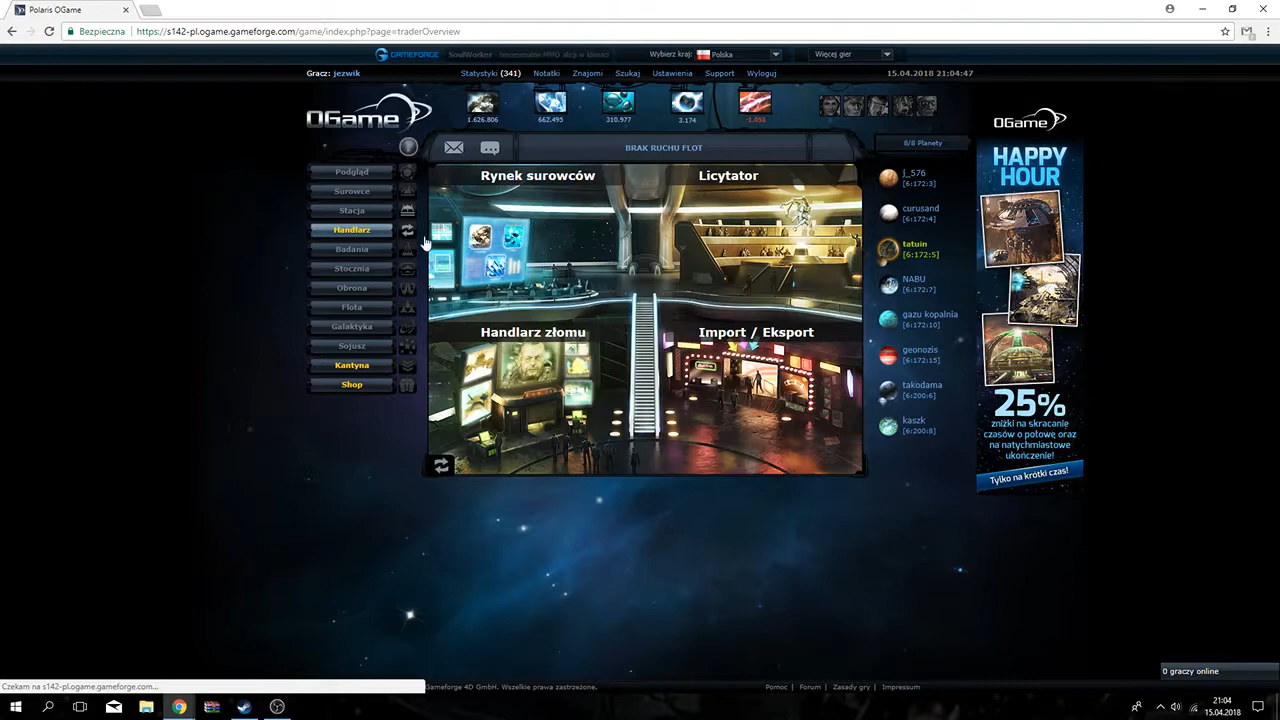 Polaris OGame
Bezpieczna
https://s142-pl.ogame.gameforge.com/game/index.php?page=traderOverview
GAMEFORGE
SoulWorker
Wybierz kraj:
Polska
Więcej gier
Gracz: jezwik
Statystyki (341)
Notatki
Znajomi
Szukaj
Ustawienia
Support
Wyloguj
15.04.2018 21:04:47
OGame
1.626.806
662.495
310.977
3.174
8/8 Planety
BRAK RUCHU FLOT
Podgląd
Surowce
Stacja
Handlarz
Badania
Stocznia
Obrona
Flota
Galaktyka
Sojusz
Kantyna
Shop
Rynek surowców
Licytator
Handlarz złomu
Import / Eksport
j_576
[6:172:3]
curusand
[6:172:4]
tatuin
[6:172:5]
NABU
[6:172:7]
gazu kopalnia
[6:172:10]
geonozis
[6:172:15]
takodama
[6:200:6]
kaszk
[6:200:8]
OGame
HAPPY
HOUR
25%
zniżki na skracanie
czasów o połowę oraz
na natychmiastowe
ukończenie!
Tylko na krótki czas!
0 graczy online
Czekam na s142-pl.ogame.gameforge.com...
Gameforge 4D GmbH. Wszelkie prawa zastrzeżone.
Pomoc
Forum
Zasady gry
Impressum
21:04
15.04.2018